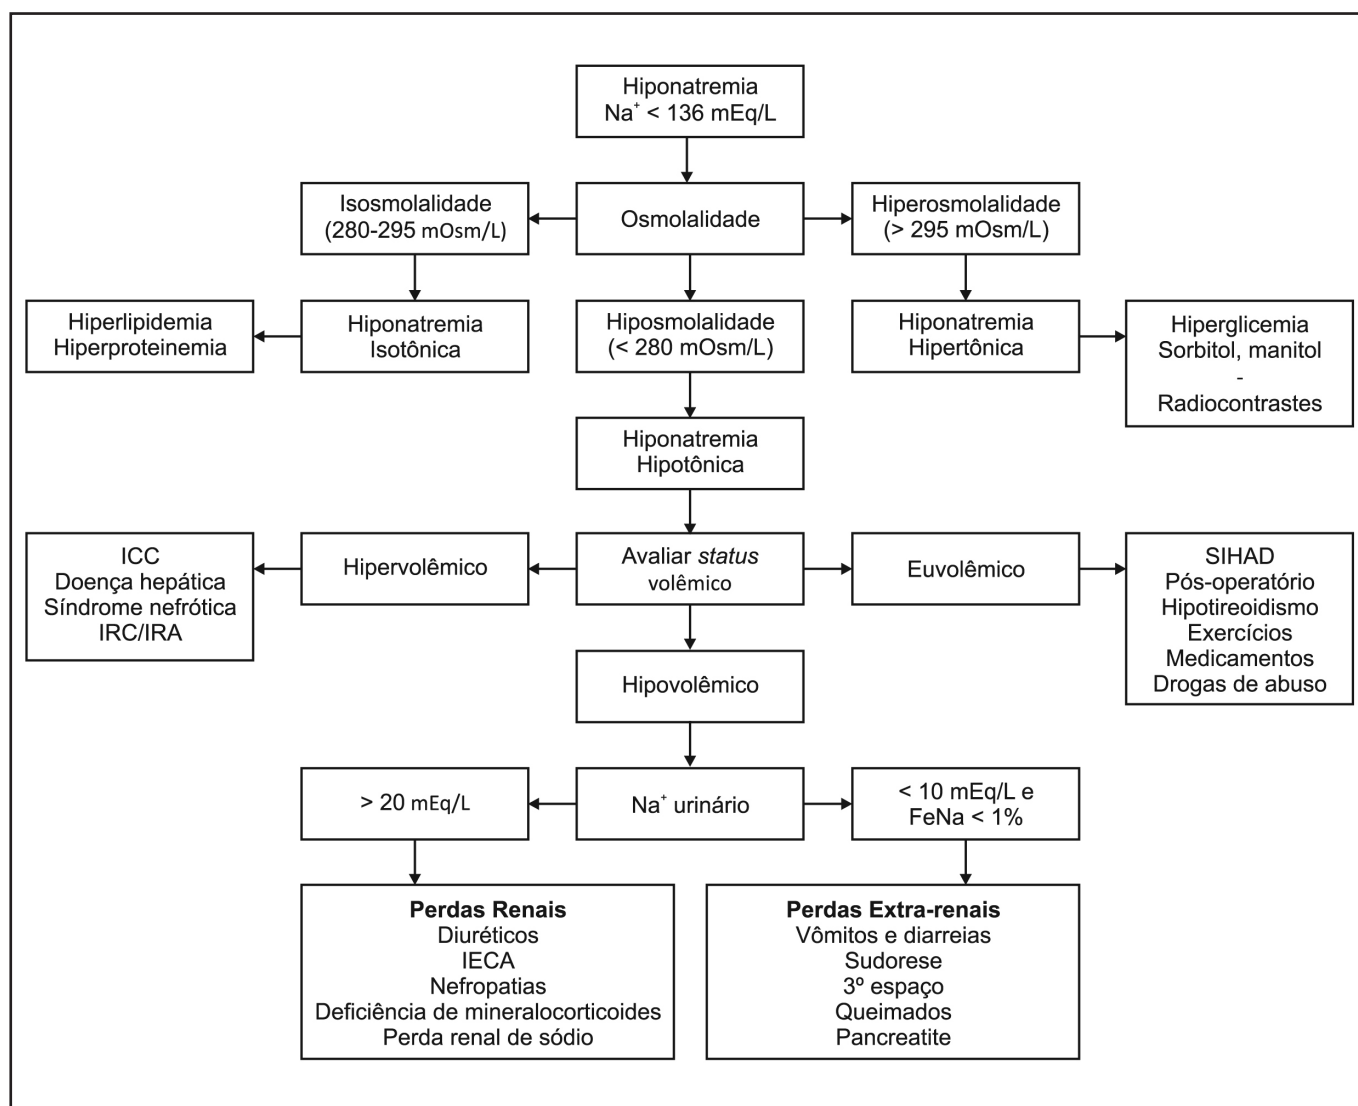 Hiponatremia
Na⁺ < 136 mEq/L
Isosmolalidade
(280-295 mOsm/L)
Osmolalidade
Hiperosmolalidade
(> 295 mOsm/L)
Hiperlipidemia
Hiperproteinemia
Hiponatremia
Isotônica
Hiposmolalidade
(< 280 mOsm/L)
Hiponatremia
Hipertônica
Hiperglicemia
Sorbitol, manitol
-
Radiocontrastes
Hiponatremia
Hipotônica
ICC
Doença hepática
Síndrome nefrótica
IRC/IRA
Hipervolêmico
Avaliar status
volêmico
Euvolêmico
SIHAD
Pós-operatório
Hipotireoidismo
Exercícios
Medicamentos
Drogas de abuso
Hipovolêmico
> 20 mEq/L
Na⁺ urinário
< 10 mEq/L e
FeNa < 1%
Perdas Renais
Diuréticos
IECA
Nefropatias
Deficiência de mineralocorticoides
Perda renal de sódio
Perdas Extra-renais
Vômitos e diarreias
Sudorese
3º espaço
Queimados
Pancreatite